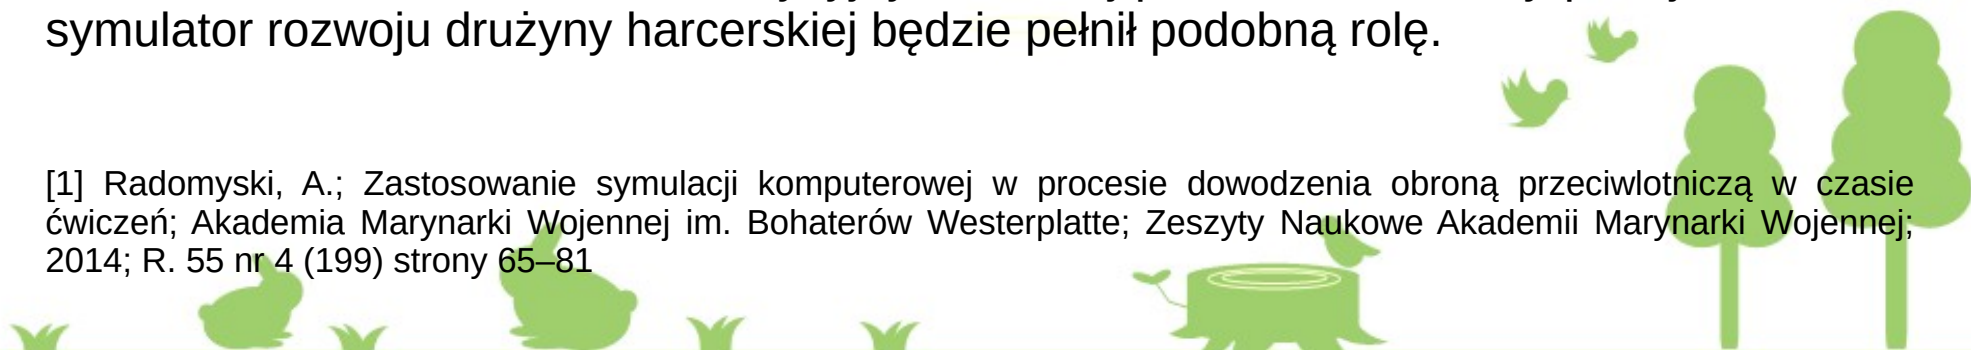 symulator rozwoju drużyny harcerskiej będzie pełnił podobną rolę.
[1] Radomyski, A.; Zastosowanie symulacji komputerowej w procesie dowodzenia obroną przeciwlotniczą w czasie
ćwiczeń; Akademia Marynarki Wojennej im. Bohaterów Westerplatte; Zeszyty Naukowe Akademii Marynarki Wojennej;
2014; R. 55 nr 4 (199) strony 65–81